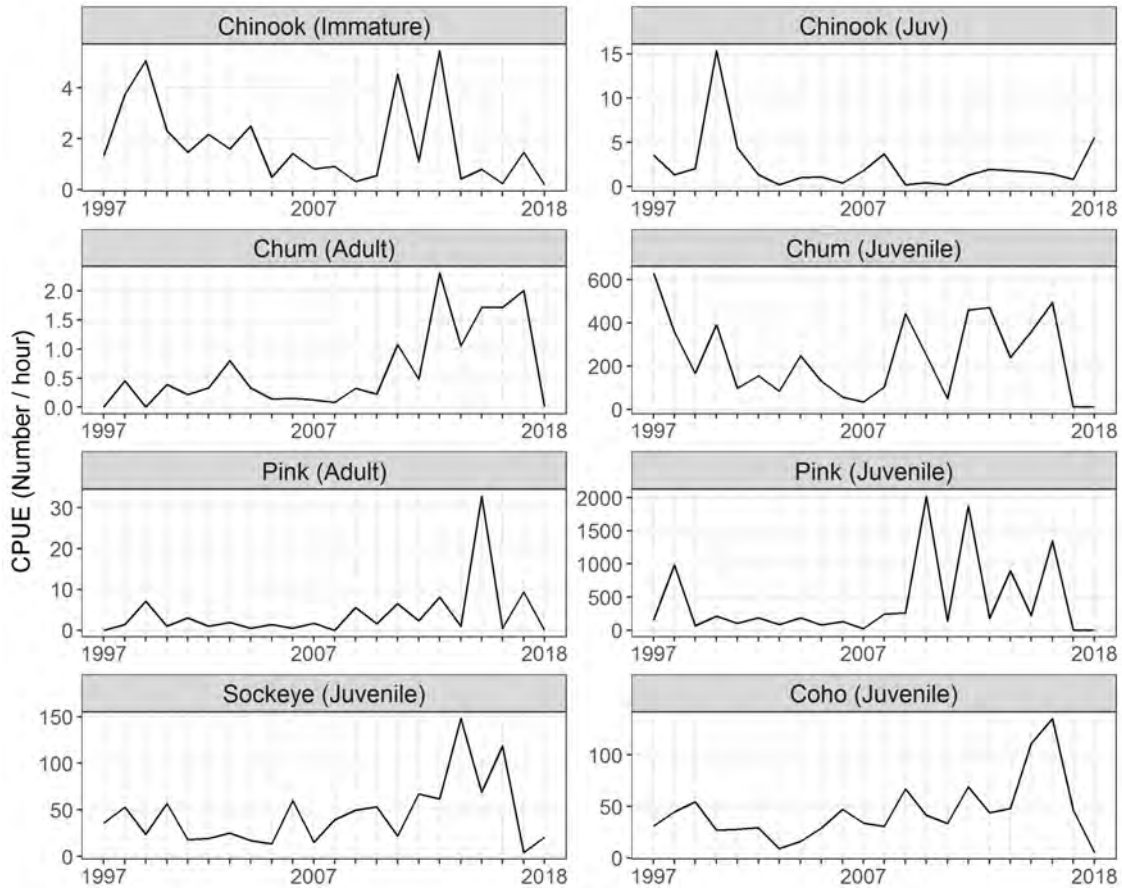 Chinook (Immature)
4
2
0
1997 2007 2018
Chinook (Juv)
15
10
5
0
1997 2007 2018
Chum (Adult)
2.0
1.5
1.0
0.5
0.0
1997 2007 2018
Chum (Juvenile)
600
400
200
0
1997 2007 2018
CPUE (Number / hour)
Pink (Adult)
30
20
10
0
1997 2007 2018
Pink (Juvenile)
2000
1500
1000
500
0
1997 2007 2018
Sockeye (Juvenile)
150
100
50
0
1997 2007 2018
Coho (Juvenile)
100
50
0
1997 2007 2018